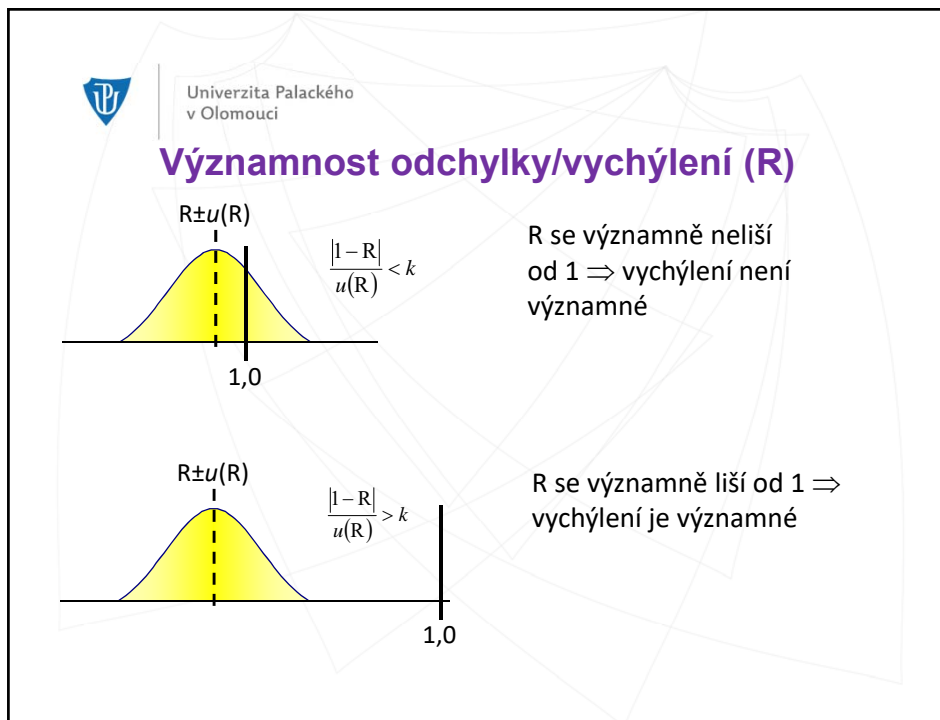 Univerzita Palackého
v Olomouci
Význanmost odchylky/vychýlení (R)
R±u(R)
|1 − R|
u(R)
< k
R se významně neliší
od 1 ⇒ vychýlení není
významné
1,0
R±u(R)
|1 − R|
u(R)
> k
R se významně liší od 1 ⇒
vychýlení je významné
1,0